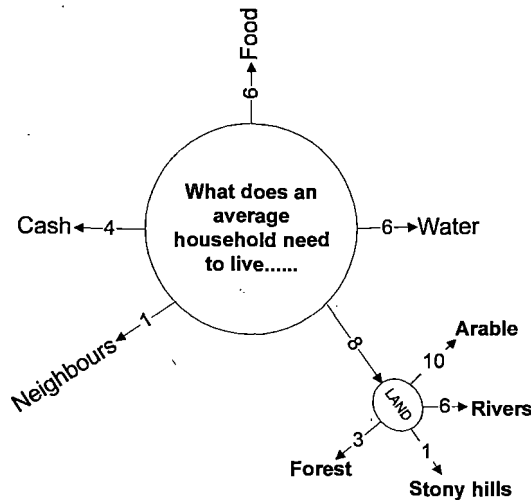 Food
6
What does an
average
household need
to live......
Cash 4
6 Water
1
Neighbours
8
LAND
Arable
10
6 Rivers
3
1
Forest
Stony hills